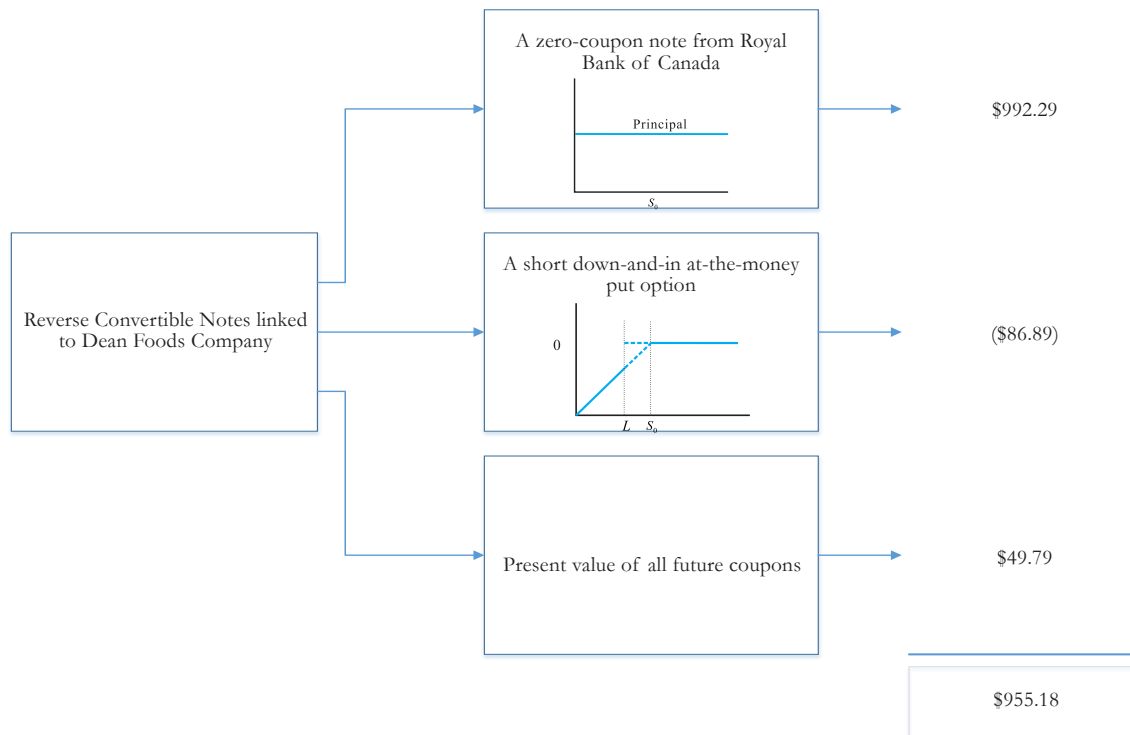 A zero-coupon note from Royal
Bank of Canada
Principal
S₀
$992.29
Reverse Convertible Notes linked
to Dean Foods Company
A short down-and-in at-the-money
put option
0
L S₀
($86.89)
Present value of all future coupons
$49.79
$955.18